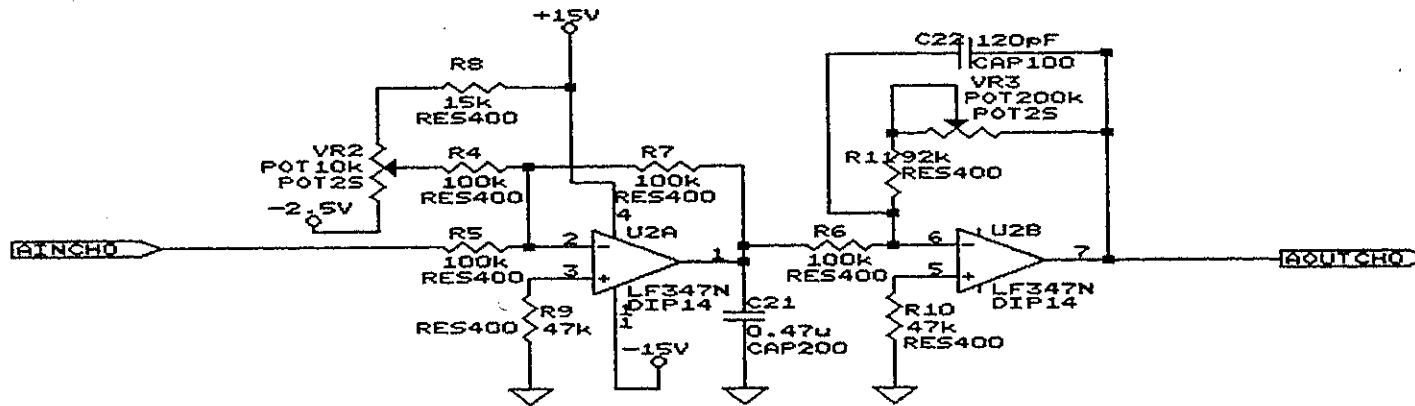 +15V
R8
15k
RES400
VR2
POT10k
POT2S
-2.5V
R4
100k
RES400
R7
100k
RES400
4
AINCH0
R5
100k
RES400
2
3
U2A
1
LF347N
DIP14
11
R9
47k
RES400
-15V
C21
0.47u
CAP200
C22
120pF
CAP100
VR3
POT200k
POT2S
R11
92k
RES400
R6
100k
RES400
6
5
U2B
7
LF347N
DIP14
R10
47k
RES400
AOUTCH0